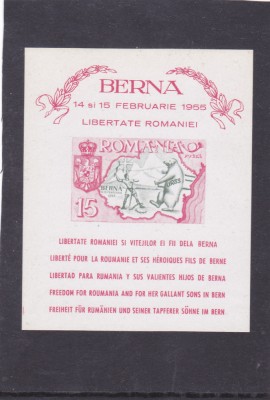 BERNA
14 si 15 FEBRUARIE 1955
LIBERTATE ROMANIEI
ROMANIA
BERNA
15
LIBERTATE ROMANIEI SI VITEJILOR EI FII DELA BERNA
LIBERTÉ POUR LA ROUMANIE ET SES HÉROIQUES FILS DE BERNE
LIBERTAD PARA RUMANIA Y SUS VALIENTES HIJOS DE BERNA
FREEDOM FOR ROUMANIA AND FOR HER GALLANT SONS IN BERN
FREIHEIT FÜR RUMÄNIEN UND SEINER TAPFERER SÖHNE IM BERN